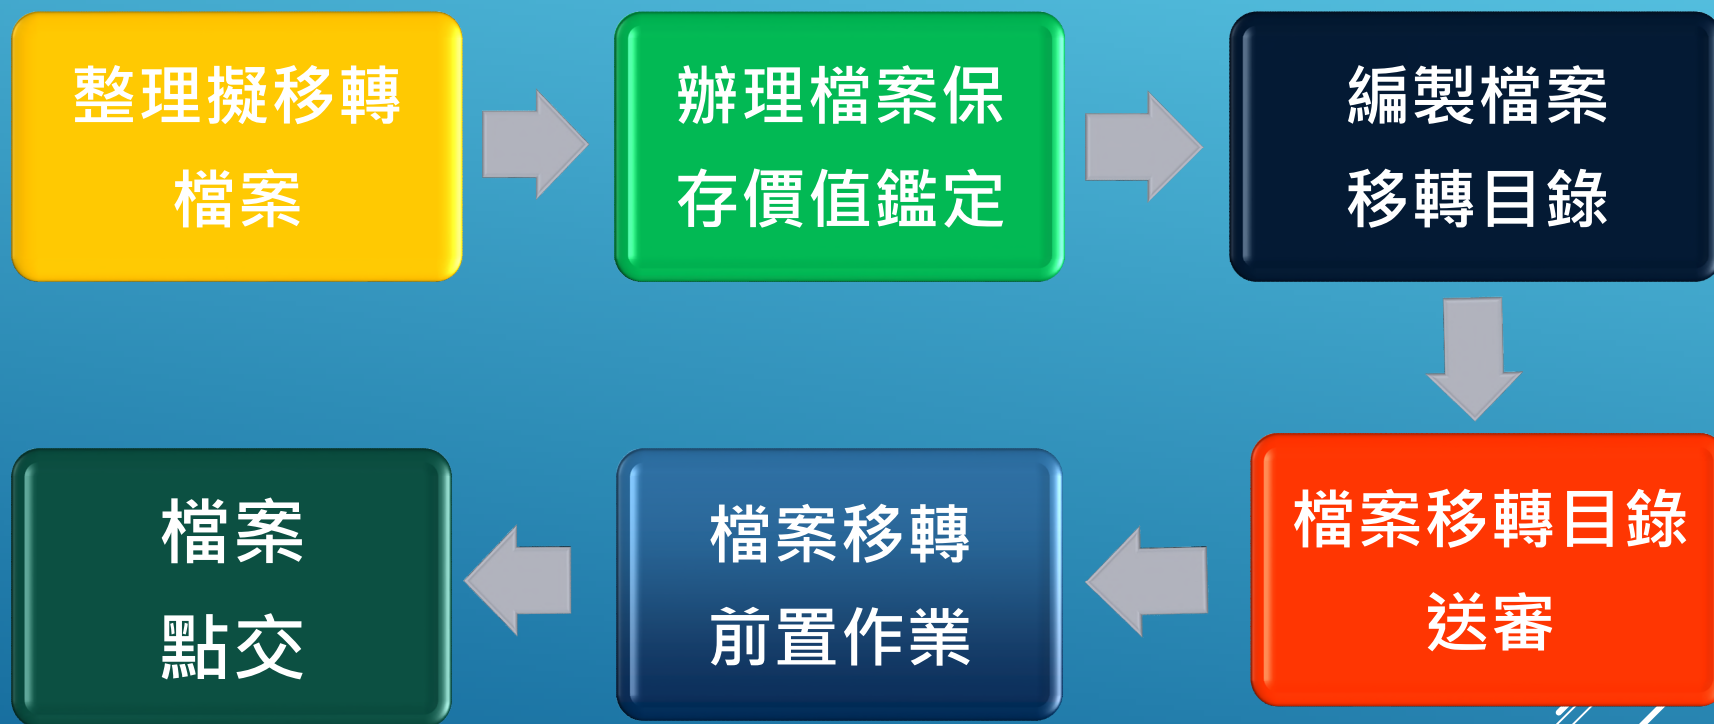 整理擬移轉
檔案
辦理檔案保
存價值鑑定
編製檔案
移轉目錄
檔案移轉目錄
送審
檔案移轉
前置作業
檔案
點交